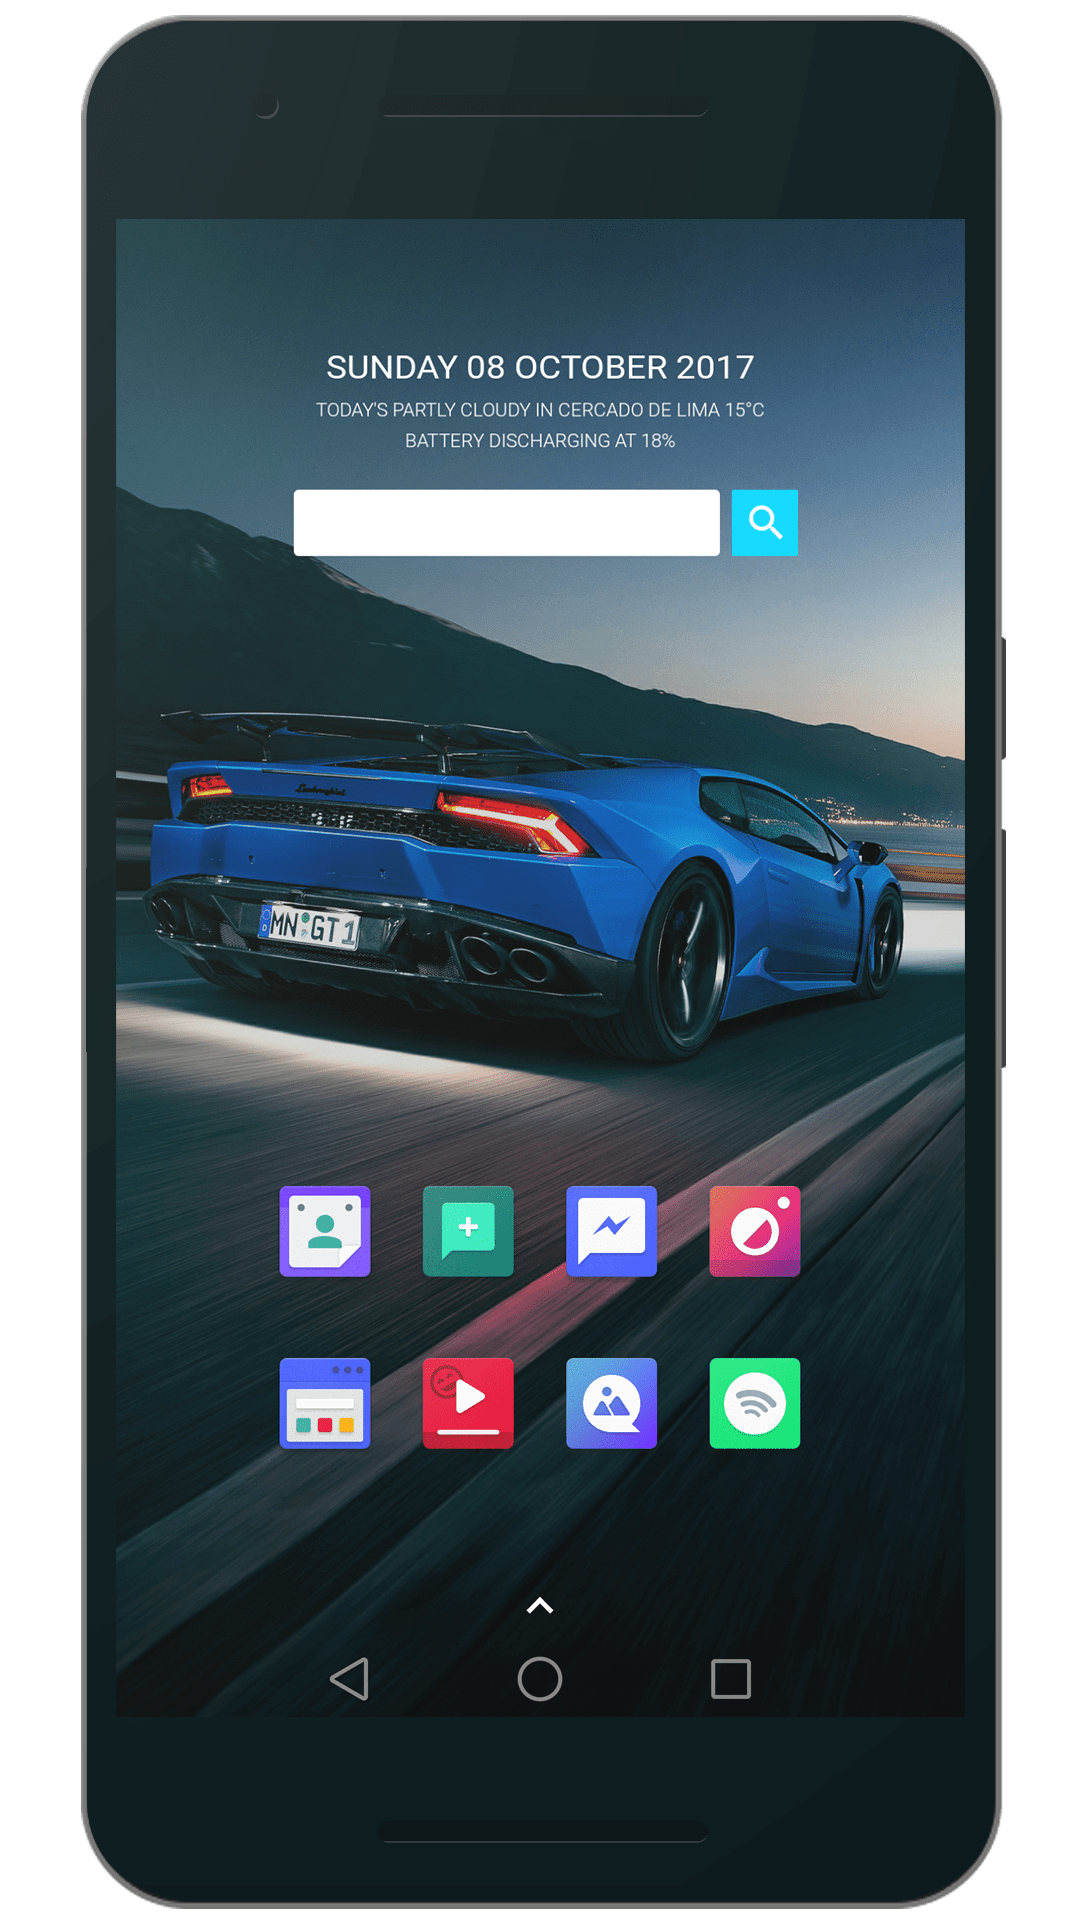 SUNDAY 08 OCTOBER 2017
TODAY'S PARTLY CLOUDY IN CERCADO DE LIMA 15°C
BATTERY DISCHARGING AT 18%
Lamborghini
D
MN GT 1